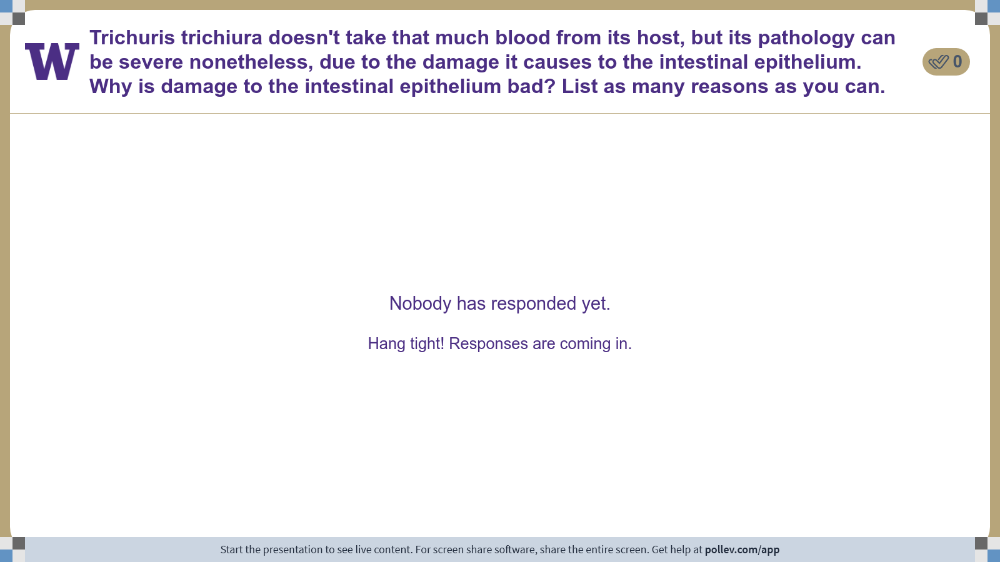 Trichuris trichiura doesn't take that much blood from its host, but its pathology can
be severe nonetheless, due to the damage it causes to the intestinal epithelium.
Why is damage to the intestinal epithelium bad? List as many reasons as you can.
W
0
Nobody has responded yet.
Hang tight! Responses are coming in.
Start the presentation to see live content. For screen share software, share the entire screen. Get help at pollev.com/app